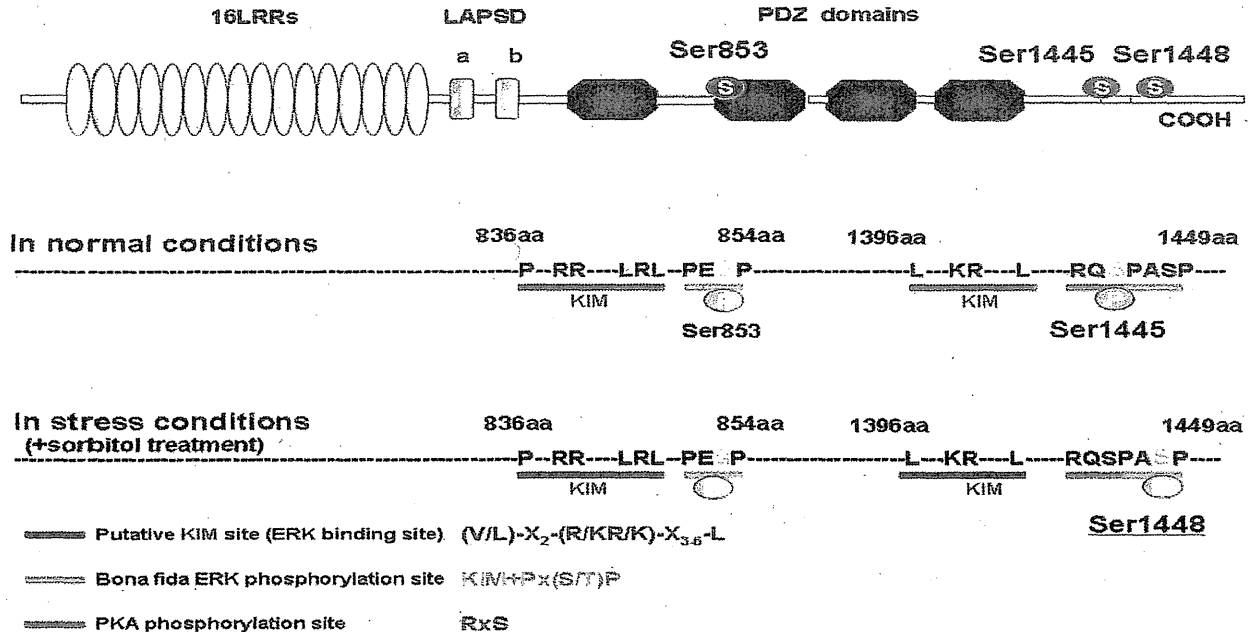 16LRRs LAPSD PDZ domains
a b Ser853 Ser1445 Ser1448
S S S
COOH
In normal conditions 836aa 854aa 1396aa 1449aa
P--RR----LRL--PE S P L---KR---L RQ S PASP
KIM KIM
Ser853 Ser1445
In stress conditions 836aa 854aa 1396aa 1449aa
(+sorbitol treatment)
P--RR----LRL--PE S P L---KR---L RQSPA S P
KIM KIM
Ser1448
Putative KIM site (ERK binding site) (V/L)-X2-(R/KR/K)-X3-6-L
Bona fida ERK phosphorylation site KIM+Px(S/T)P
PKA phosphorylation site RxS